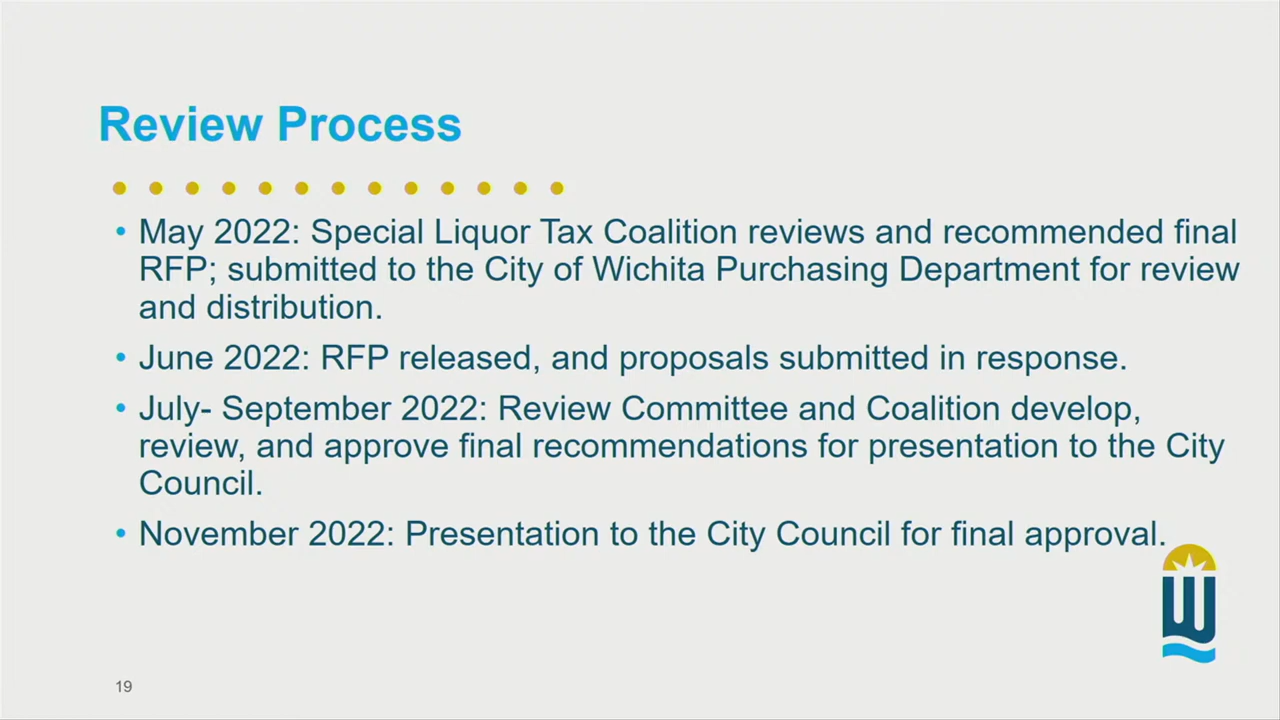 Review Process
• May 2022: Special Liquor Tax Coalition reviews and recommended final
RFP; submitted to the City of Wichita Purchasing Department for review
and distribution.
• June 2022: RFP released, and proposals submitted in response.
• July- September 2022: Review Committee and Coalition develop,
review, and approve final recommendations for presentation to the City
Council.
• November 2022: Presentation to the City Council for final approval.
W
19